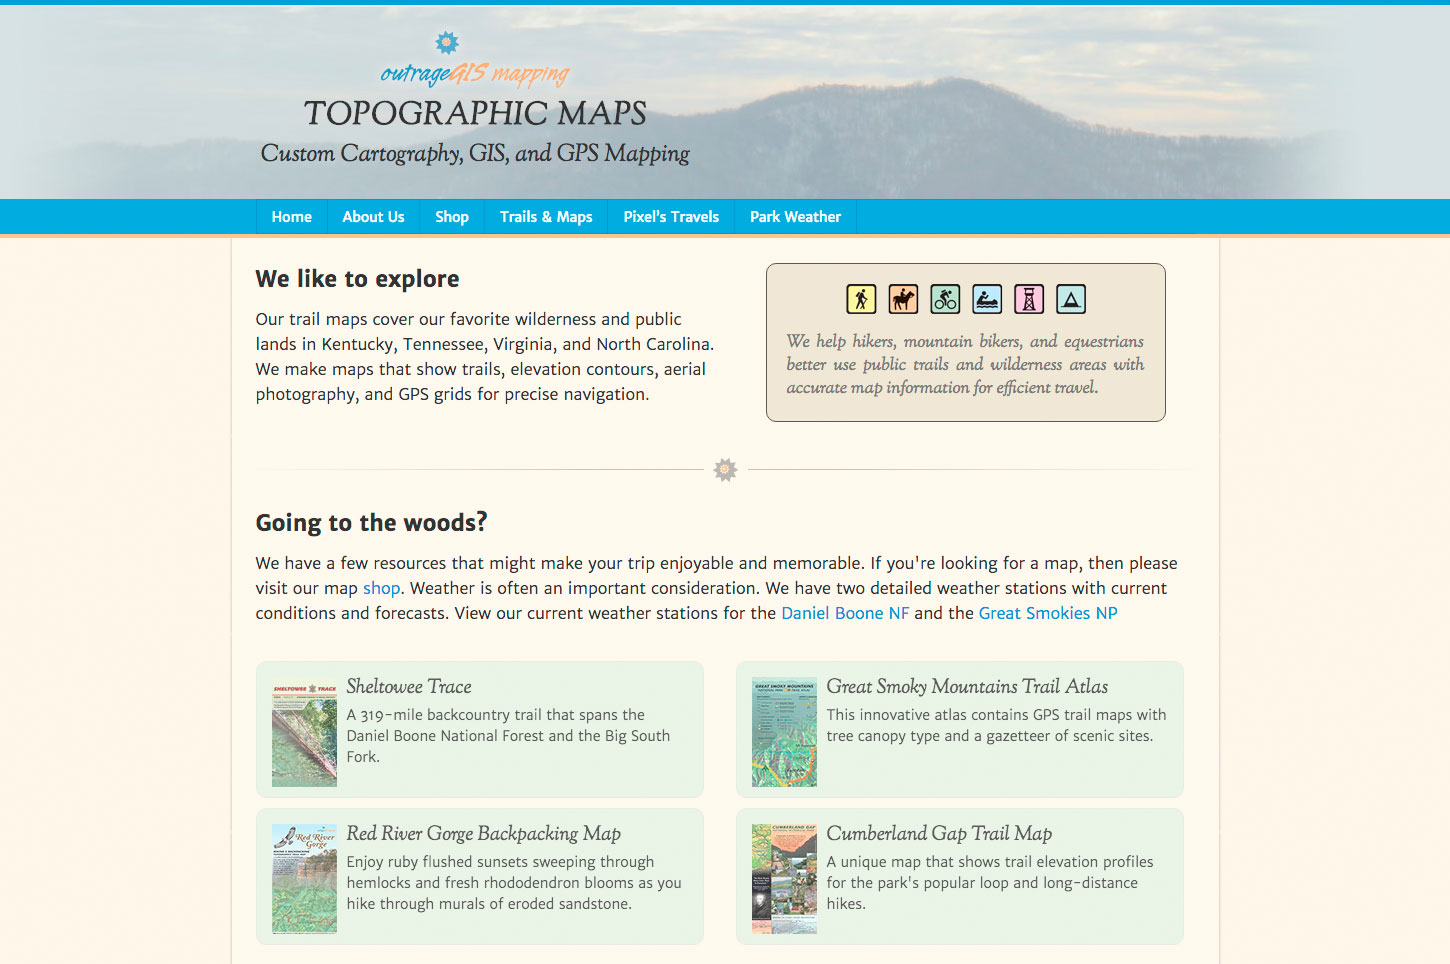 outrageGIS mapping
TOPOGRAPHIC MAPS
Custom Cartography, GIS, and GPS Mapping
Home About Us Shop Trails & Maps Pixel's Travels Park Weather
We like to explore
Our trail maps cover our favorite wilderness and public
lands in Kentucky, Tennessee, Virginia, and North Carolina.
We make maps that show trails, elevation contours, aerial
photography, and GPS grids for precise navigation.
We help hikers, mountain bikers, and equestrians
better use public trails and wilderness areas with
accurate map information for efficient travel.
Going to the woods?
We have a few resources that might make your trip enjoyable and memorable. If you're looking for a map, then please
visit our map shop. Weather is often an important consideration. We have two detailed weather stations with current
conditions and forecasts. View our current weather stations for the Daniel Boone NF and the Great Smokies NP
SHELTOWEE TRACE
Sheltowee Trace
A 319-mile backcountry trail that spans the
Daniel Boone National Forest and the Big South
Fork.
GREAT SMOKY MOUNTAINS
Great Smoky Mountains Trail Atlas
This innovative atlas contains GPS trail maps with
tree canopy type and a gazetteer of scenic sites.
Red River
Gorge
Red River Gorge Backpacking Map
Enjoy ruby flushed sunsets sweeping through
hemlocks and fresh rhododendron blooms as you
hike through murals of eroded sandstone.
CUMBERLAND GAP
Cumberland Gap Trail Map
A unique map that shows trail elevation profiles
for the park's popular loop and long-distance
hikes.